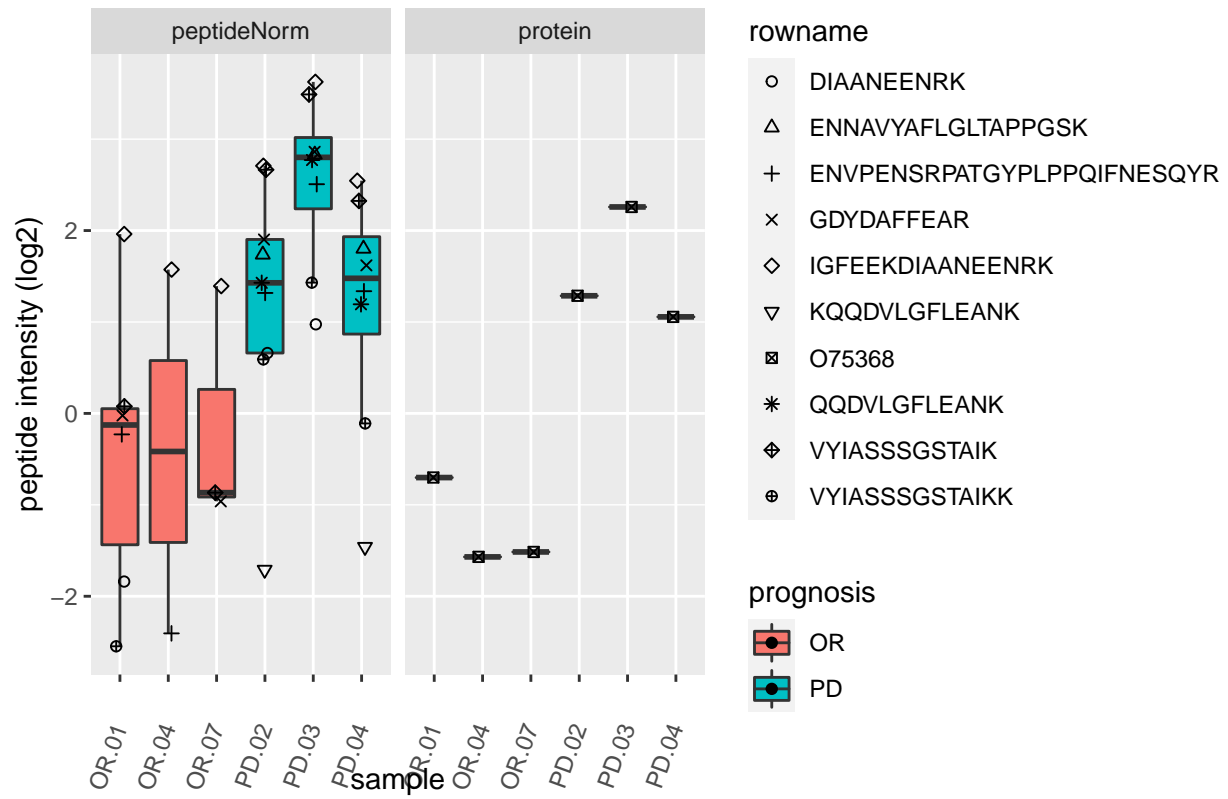 peptideNorm
protein
peptide intensity (log2)
2
0
−2
OR.01
OR.04
OR.07
PD.02
PD.03
PD.04
OR.01
OR.04
OR.07
PD.02
PD.03
PD.04
sample
rowname
DIAANEENRK
ENNAVYAFLGLTAPPGSK
ENVPENSRPATGYPLPPQIFNESQYR
GDYDAFFEAR
IGFEEKDIAANEENRK
KQQDVLGFLEANK
O75368
QQDVLGFLEANK
VYIASSSGSTAIK
VYIASSSGSTAIKK
prognosis
OR
PD